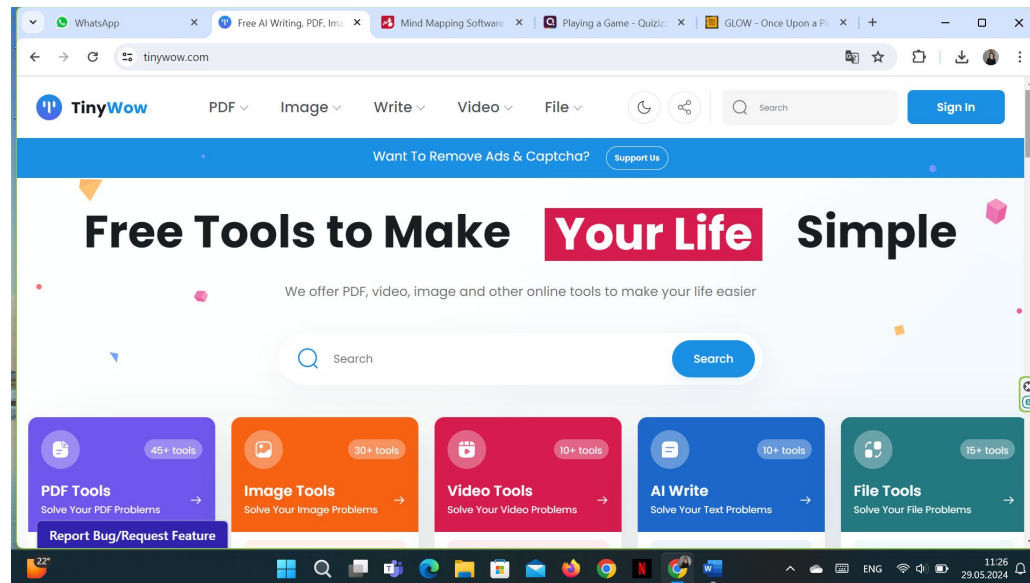 WhatsApp
Free AI Writing, PDF, Ima
Mind Mapping Software
Playing a Game - Quiziz
GLOW - Once Upon a Pi
tinywow.com
TinyWow
PDF
Image
Write
Video
File
Search
Sign In
Want To Remove Ads & Captcha?
Support Us
Free Tools to Make Your Life Simple
We offer PDF, video, image and other online tools to make your life easier
Search
Search
45+ tools
30+ tools
10+ tools
10+ tools
15+ tools
PDF Tools
Solve Your PDF Problems
Image Tools
Solve Your Image Problems
Video Tools
Solve Your Video Problems
AI Write
Solve Your Text Problems
File Tools
Solve Your File Problems
Report Bug/Request Feature
22°
ENG
11:26
29.05.2024